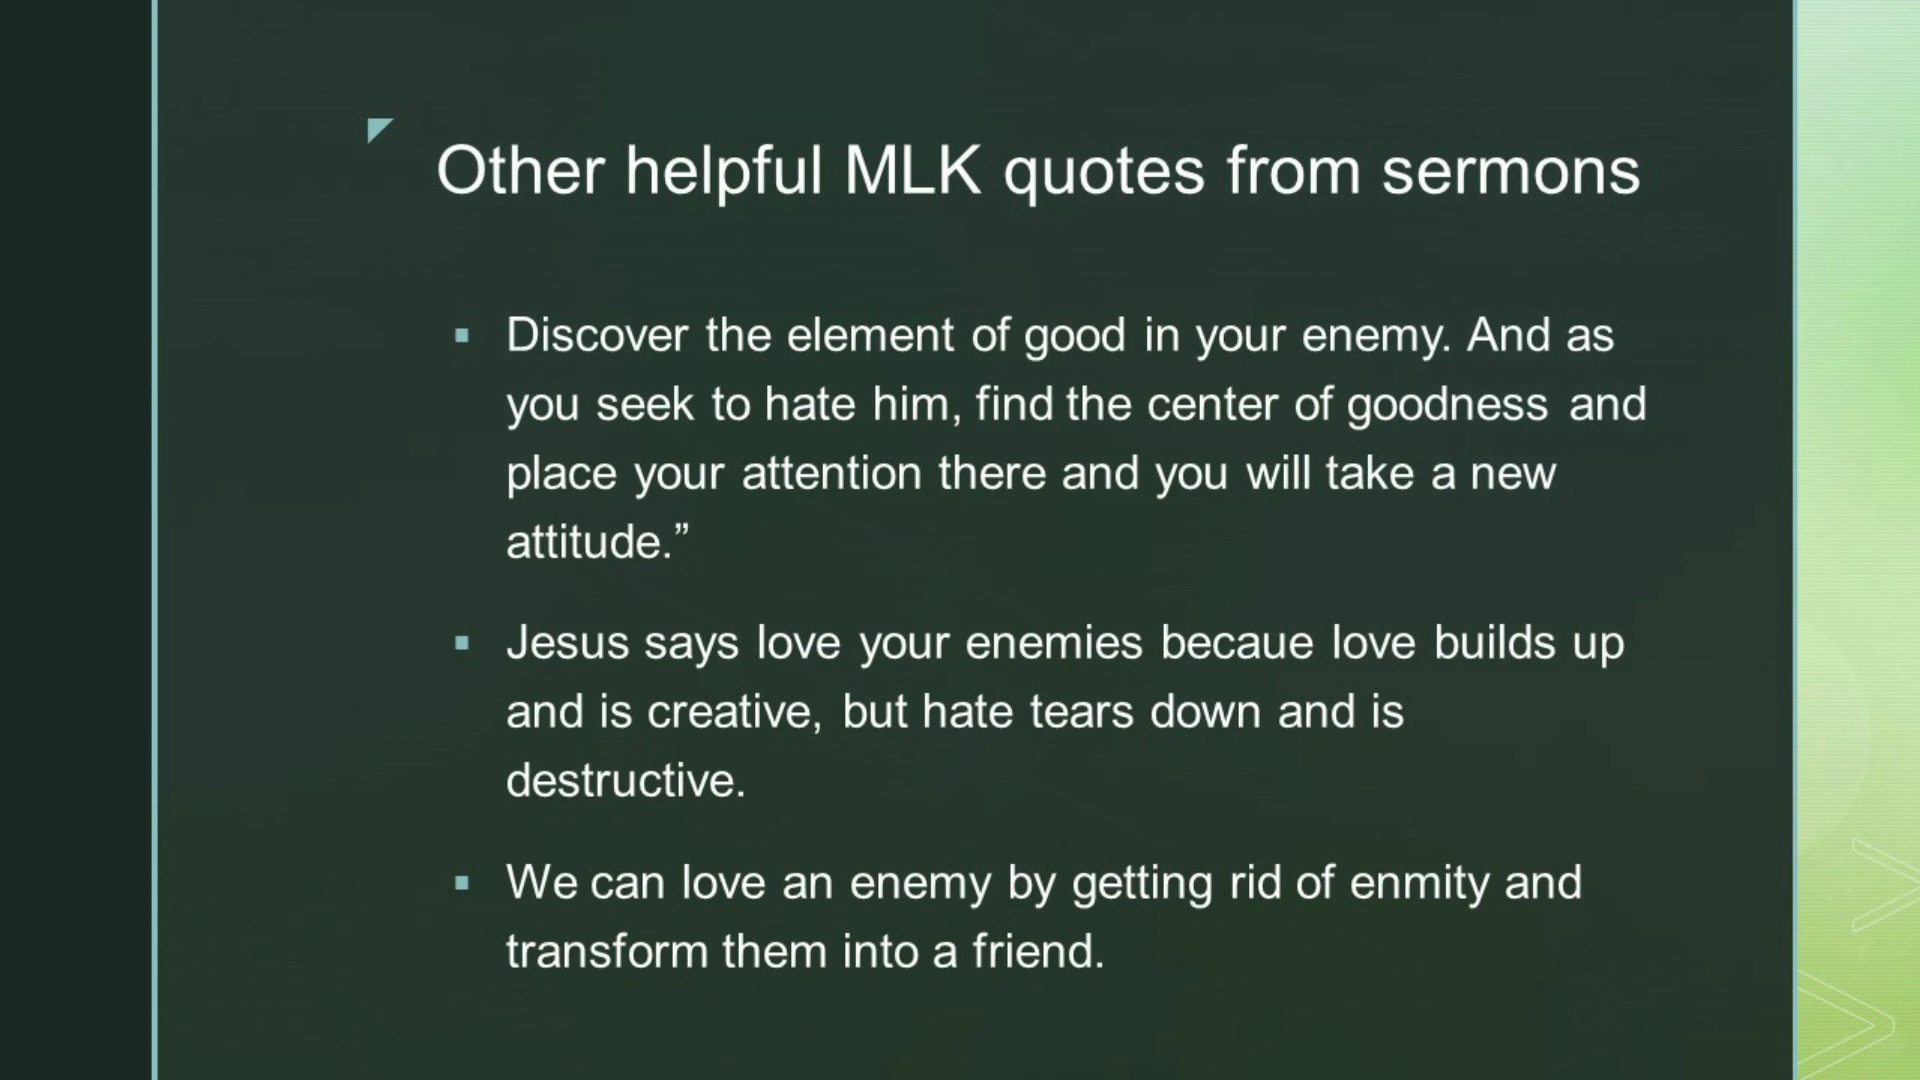 Other helpful MLK quotes from sermons
Discover the element of good in your enemy. And as
you seek to hate him, find the center of goodness and
place your attention there and you will take a new
attitude.”
Jesus says love your enemies becaue love builds up
and is creative, but hate tears down and is
destructive.
We can love an enemy by getting rid of enmity and
transform them into a friend.